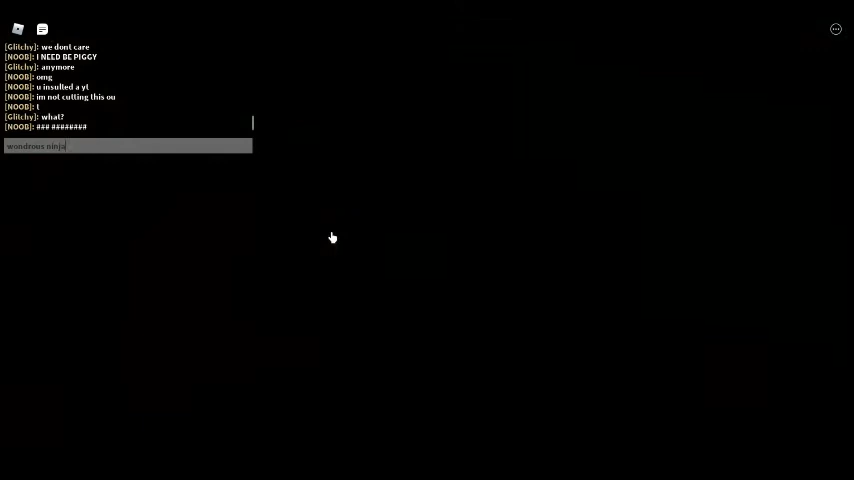 [Glitchy]: we dont care
[NOOB]: I NEED BE PIGGY
[Glitchy]: anymore
[NOOB]: omg
[NOOB]: u insulted a yt
[NOOB]: im not cutting this ou
[NOOB]: t
[Glitchy]: what?
[NOOB]: ### ########
wondrous ninja